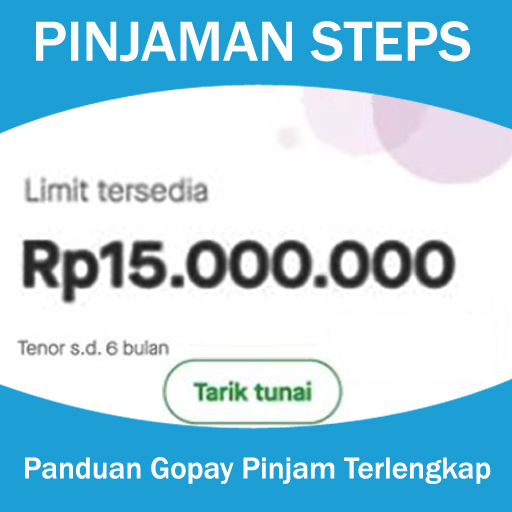 PINJAMAN STEPS
Limit tersedia
Rp15.000.000
Tenor s.d. 6 bulan
Tarik tunai
Panduan Gopay Pinjam Terlengkap